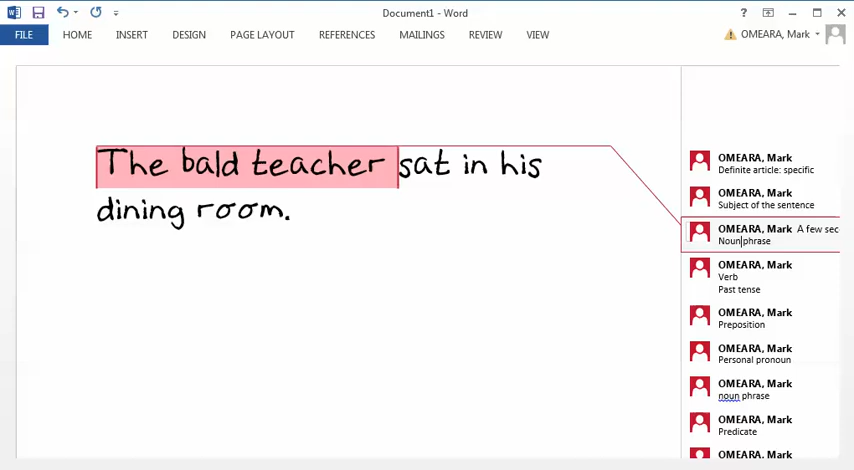 Document1 - Word
FILE HOME INSERT DESIGN PAGE LAYOUT REFERENCES MAILINGS REVIEW VIEW OMEARA, Mark
The bald teacher sat in his
dining room.
OMEARA, Mark
Definite article: specific
OMEARA, Mark
Subject of the sentence
OMEARA, Mark A few sec
Noun phrase
OMEARA, Mark
Verb
Past tense
OMEARA, Mark
Preposition
OMEARA, Mark
Personal pronoun
OMEARA, Mark
noun phrase
OMEARA, Mark
Predicate
OMEARA, Mark